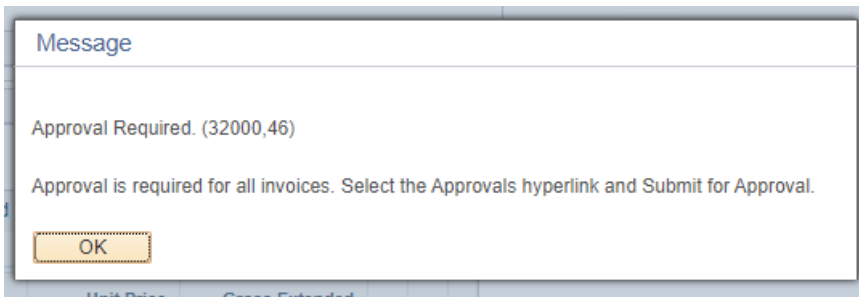 Message
Approval Required. (32000,46)
Approval is required for all invoices. Select the Approvals hyperlink and Submit for Approval.
OK
Unit Price Gross Extended